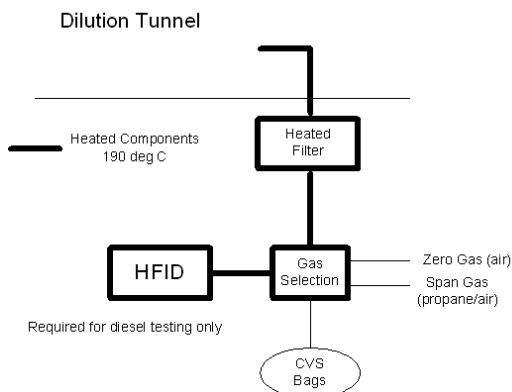 Dilution Tunnel
Heated Components
190 deg C
Heated
Filter
HFID
Gas
Selection
Zero Gas (air)
Span Gas
(propane/air)
Required for diesel testing only
CVS
Bags